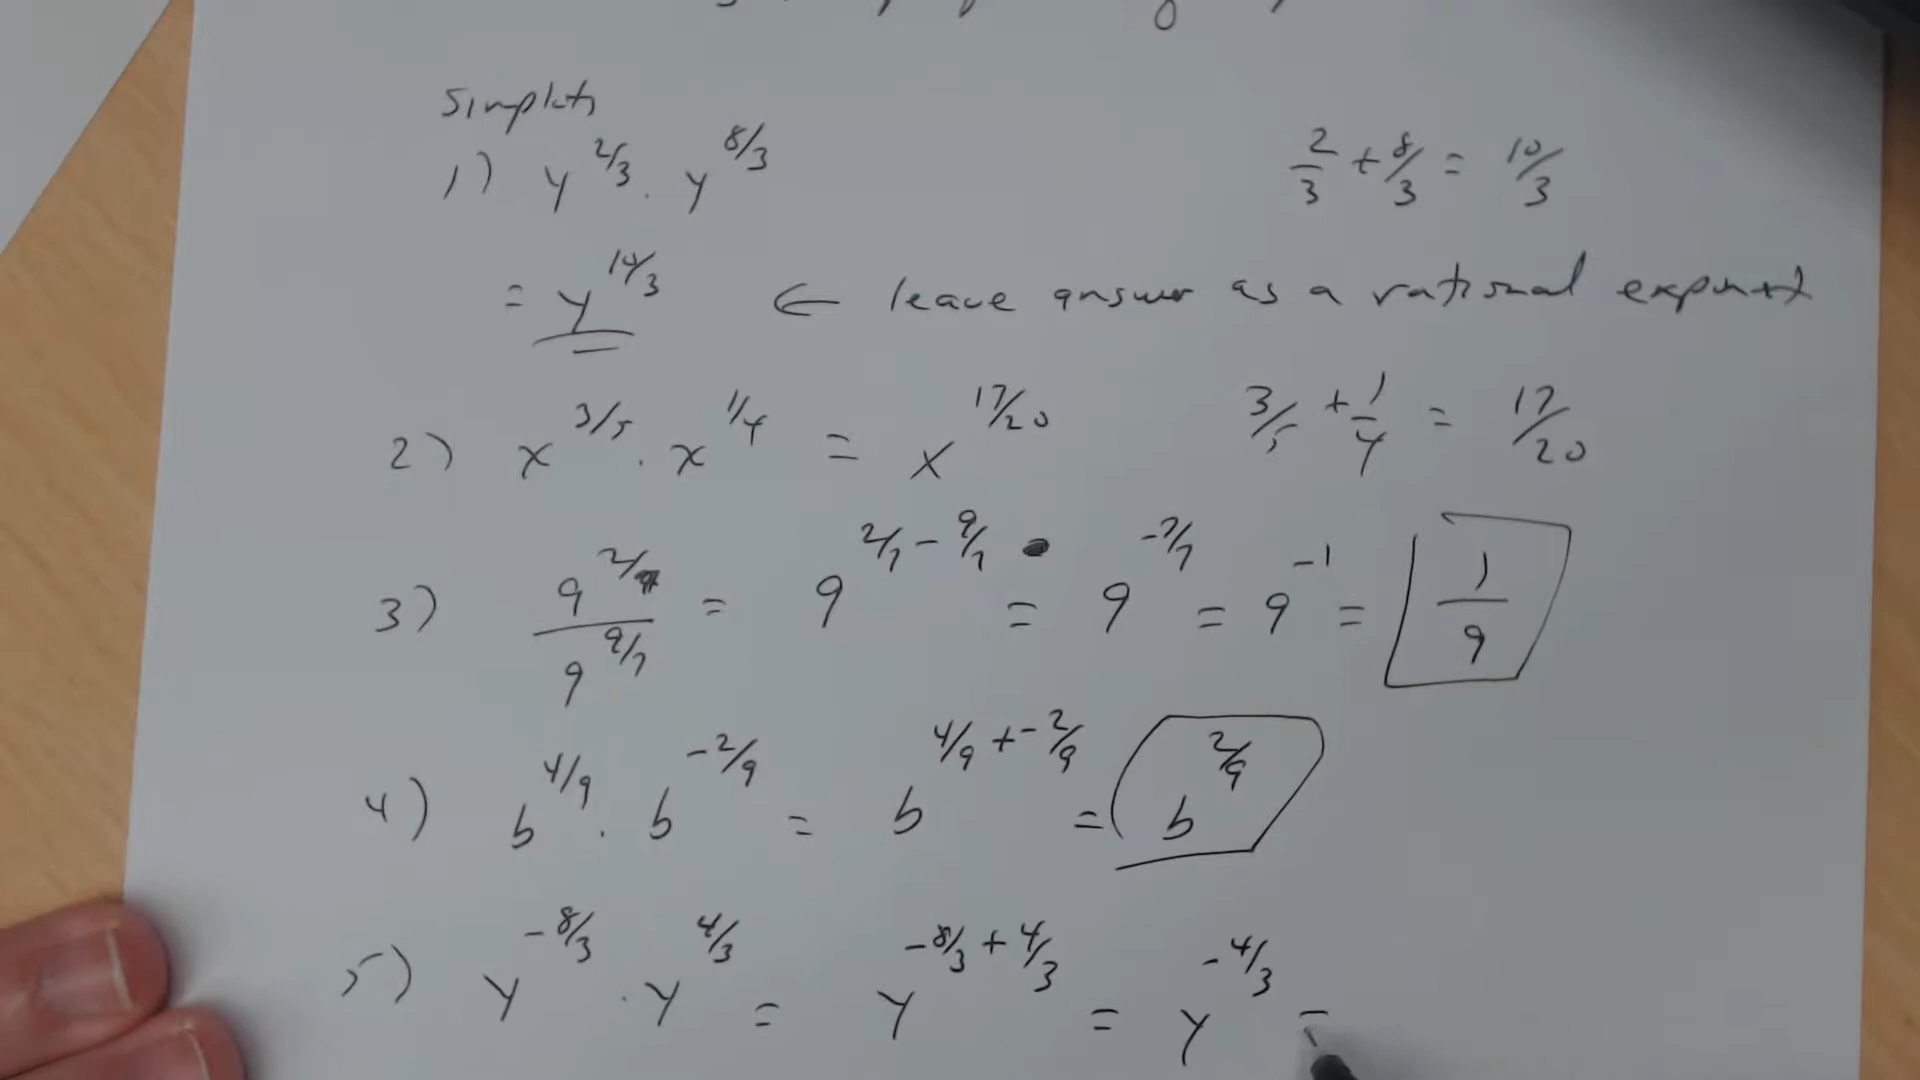 Simplify
1) y^2/3 · y^8/3    2/3 + 8/3 = 10/3
= y^14/3 ← leave answer as a rational exponent
2) x^3/5 · x^1/4 = x^17/20    3/5 + 1/4 = 17/20
3) 9^2/7 / 9^9/7 = 9^2/7 - 9/7 = 9^-7/7 = 9^-1 = 1/9
4) b^4/9 · b^-2/9 = b^4/9 + -2/9 = b^2/9
5) y^-8/3 · y^4/3 = y^-8/3 + 4/3 = y^-4/3 =